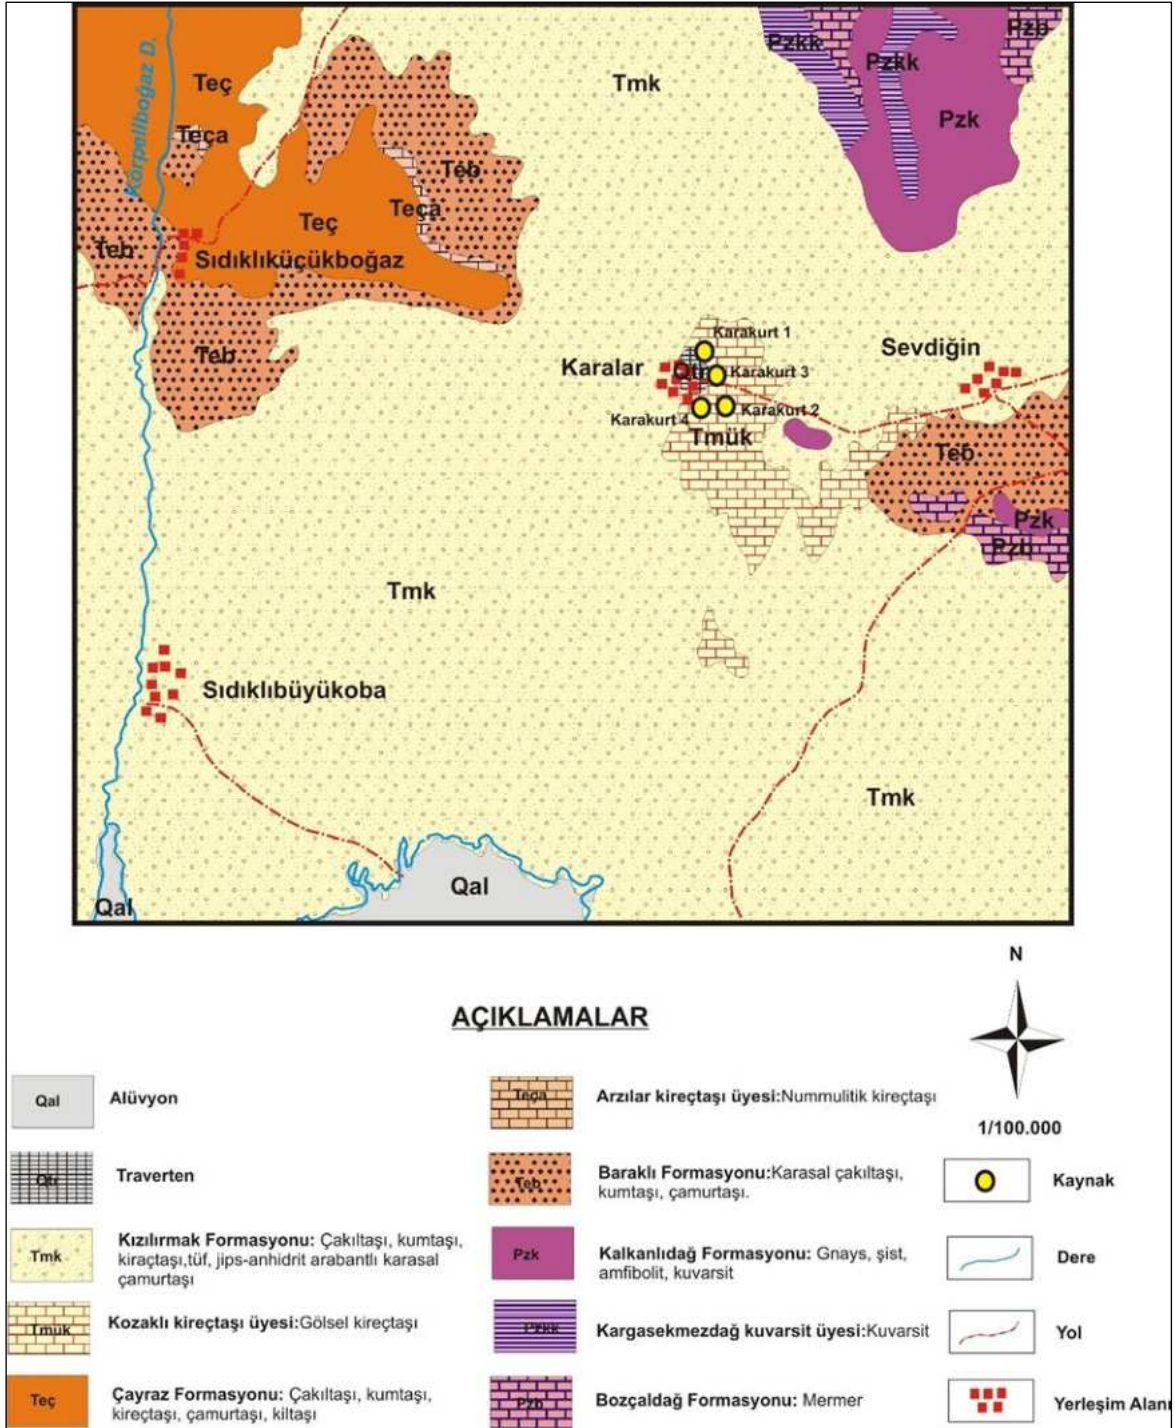 Körpeliboğaz D.
Teç
Teça
Teb
Tmk
Pzkk
Pzkk
Pzb
Pzk
Teb
Teça
Teç
Sıdıklıküçükboğaz
Teb
Karakurt 1
Karalar
Qtr
Karakurt 3
Sevdiğin
Karakurt 4
Karakurt 2
Tmük
Teb
Teb
Pzk
Pzb
Tmk
Sıdıklıbüyükoba
Tmk
Qal
Qal
N
AÇIKLAMALAR
1/100.000
Qal
Alüvyon
Qtr
Traverten
Tmk
Kızılırmak Formasyonu: Çakıltaşı, kumtaşı,
kiraçtaşı,tüf, jips-anhidrit arabantlı karasal
çamurtaşı
Tmük
Kozaklı kireçtaşı üyesi:Gölsel kireçtaşı
Teç
Çayraz Formasyonu: Çakıltaşı, kumtaşı,
kireçtaşı, çamurtaşı, kiltaşı
Teça
Arzılar kireçtaşı üyesi:Nummulitik kireçtaşı
Teb
Baraklı Formasyonu:Karasal çakıltaşı,
kumtaşı, çamurtaşı.
Pzk
Kalkanlıdağ Formasyonu: Gnays, şist,
amfibolit, kuvarsit
Pzkk
Kargasekmezdağ kuvarsit üyesi:Kuvarsit
Pzb
Bozçaldağ Formasyonu: Mermer
Kaynak
Dere
Yol
Yerleşim Alanı